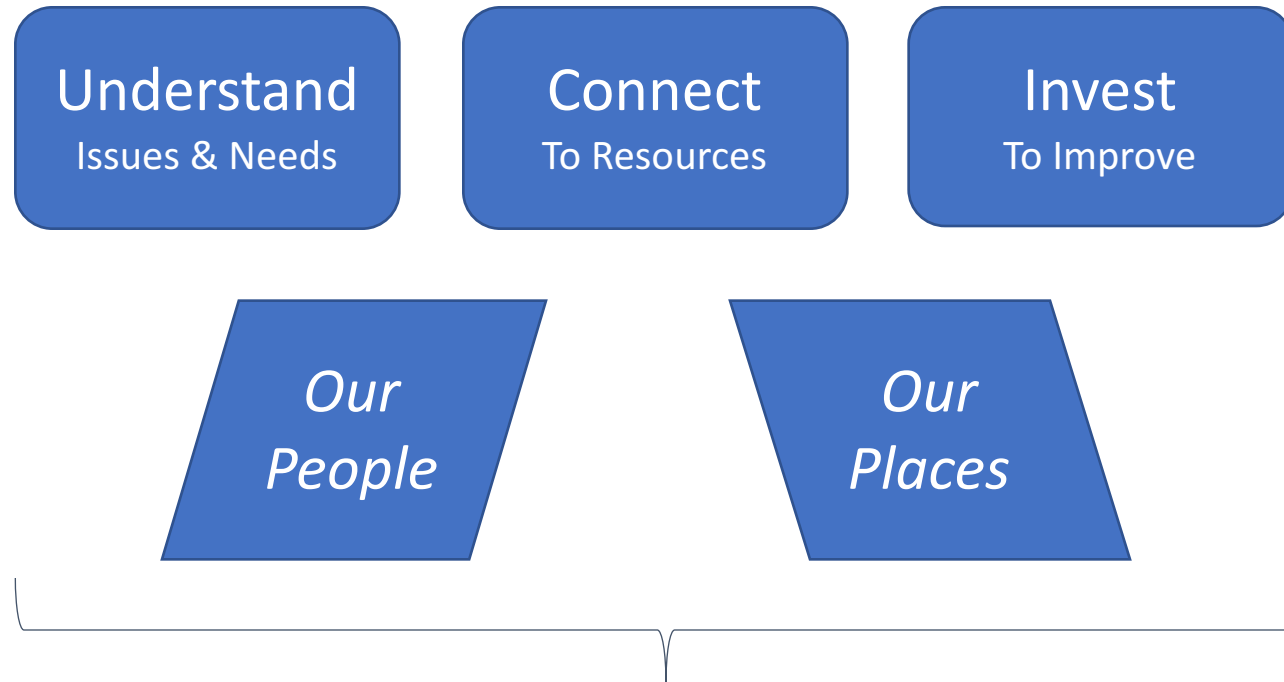 Understand
Issues & Needs
Connect
To Resources
Invest
To Improve
Our
People
Our
Places